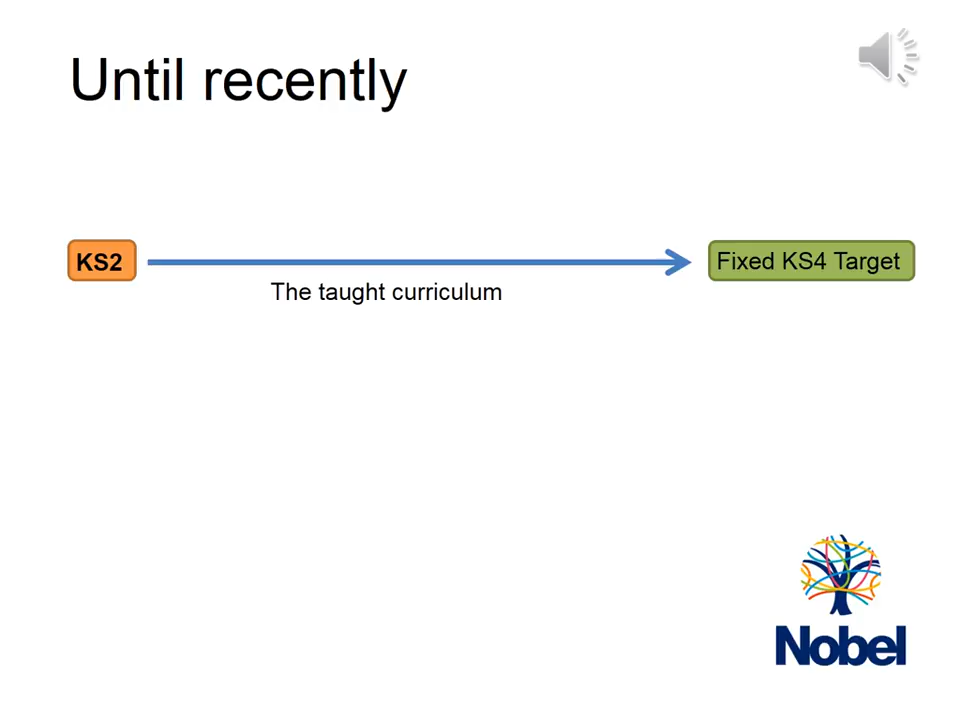 Until recently
KS2
Fixed KS4 Target
The taught curriculum
Nobel